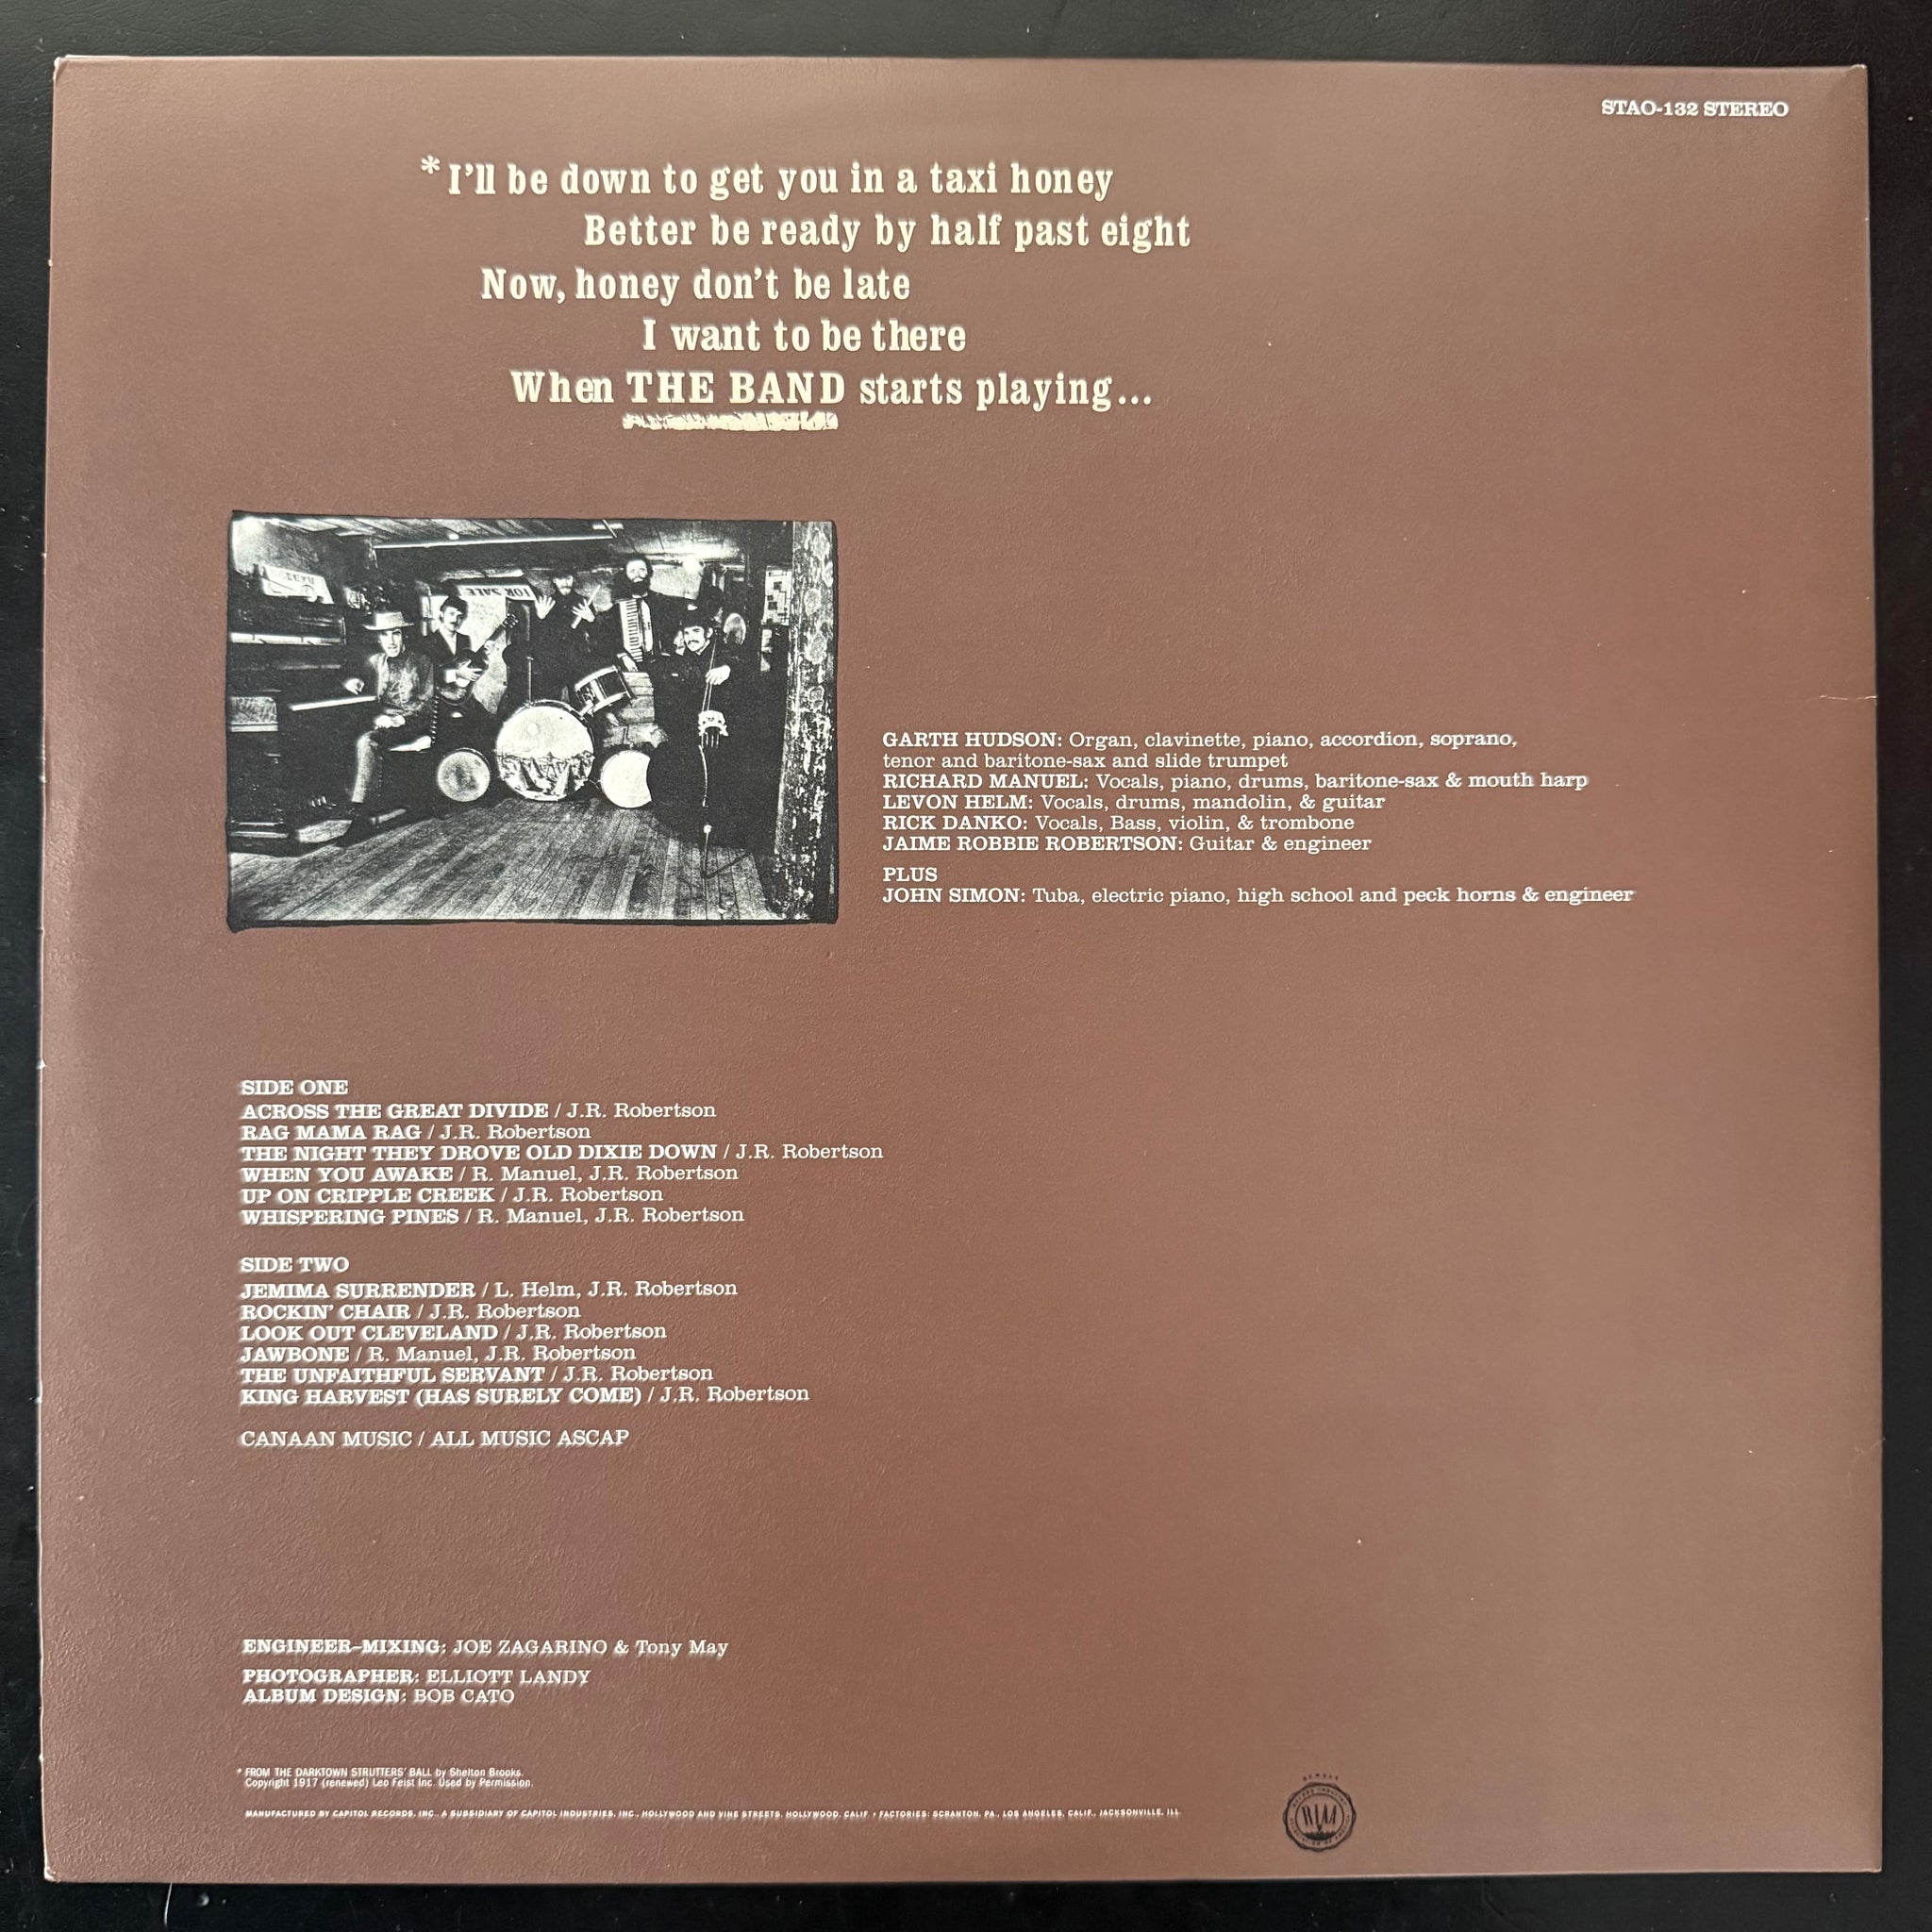 STAO-132 STEREO
*I'll be down to get you in a taxi honey
Better be ready by half past eight
Now, honey don't be late
I want to be there
When THE BAND starts playing...
FOR SALE
GARTH HUDSON: Organ, clavinette, piano, accordion, soprano,
tenor and baritone-sax and slide trumpet
RICHARD MANUEL: Vocals, piano, drums, baritone-sax & mouth harp
LEVON HELM: Vocals, drums, mandolin, & guitar
RICK DANKO: Vocals, Bass, violin, & trombone
JAIME ROBBIE ROBERTSON: Guitar & engineer
PLUS
JOHN SIMON: Tuba, electric piano, high school and peck horns & engineer
SIDE ONE
ACROSS THE GREAT DIVIDE / J.R. Robertson
RAG MAMA RAG / J.R. Robertson
THE NIGHT THEY DROVE OLD DIXIE DOWN / J.R. Robertson
WHEN YOU AWAKE / R. Manuel, J.R. Robertson
UP ON CRIPPLE CREEK / J.R. Robertson
WHISPERING PINES / R. Manuel, J.R. Robertson
SIDE TWO
JEMIMA SURRENDER / L. Helm, J.R. Robertson
ROCKIN' CHAIR / J.R. Robertson
LOOK OUT CLEVELAND / J.R. Robertson
JAWBONE / R. Manuel, J.R. Robertson
THE UNFAITHFUL SERVANT / J.R. Robertson
KING HARVEST (HAS SURELY COME) / J.R. Robertson
CANAAN MUSIC / ALL MUSIC ASCAP
ENGINEER–MIXING: JOE ZAGARINO & Tony May
PHOTOGRAPHER: ELLIOTT LANDY
ALBUM DESIGN: BOB CATO
* FROM THE DARKTOWN STRUTTERS' BALL by Shelton Brooks.
Copyright 1917 (renewed) Leo Feist Inc. Used by Permission.
MANUFACTURED BY CAPITOL RECORDS, INC., A SUBSIDIARY OF CAPITOL INDUSTRIES, INC., HOLLYWOOD AND VINE STREETS, HOLLYWOOD, CALIF. • FACTORIES: SCRANTON, PA., LOS ANGELES, CALIF., JACKSONVILLE, ILL.
MEMBER
RIAA